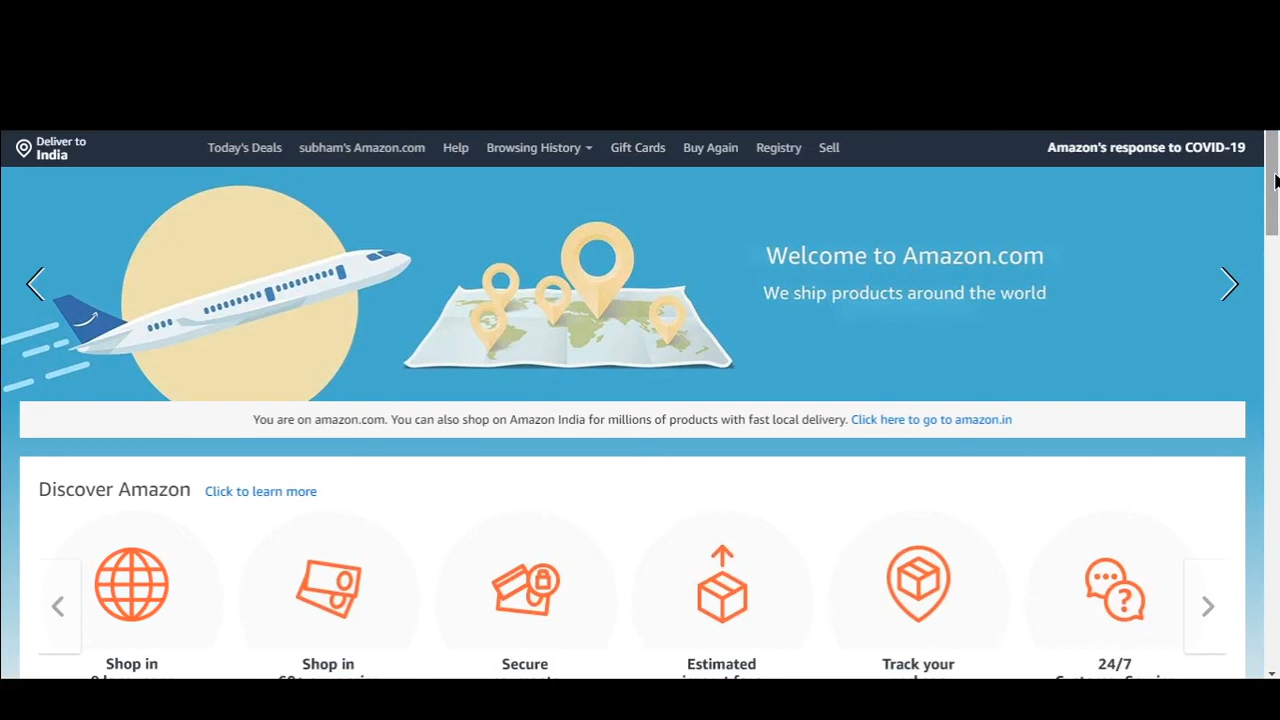 Deliver to
India
Today's Deals subham's Amazon.com Help Browsing History Gift Cards Buy Again Registry Sell
Amazon's response to COVID-19
Welcome to Amazon.com
We ship products around the world
You are on amazon.com. You can also shop on Amazon India for millions of products with fast local delivery. Click here to go to amazon.in
Discover Amazon Click to learn more
Shop in
Shop in
Secure
Estimated
Track your
24/7